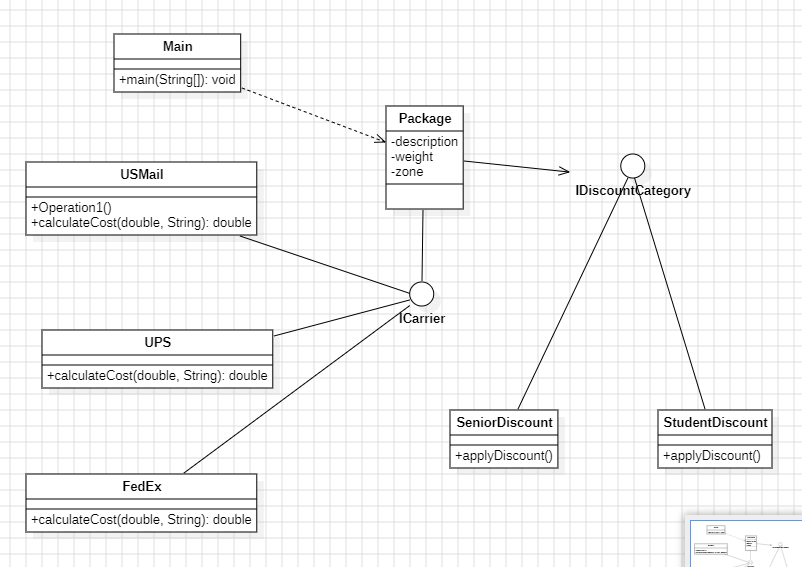 Main
+main(String[]): void
Package
-description
-weight
-zone
IDiscountCategory
USMail
+Operation1()
+calculateCost(double, String): double
ICarrier
UPS
+calculateCost(double, String): double
SeniorDiscount
+applyDiscount()
StudentDiscount
+applyDiscount()
FedEx
+calculateCost(double, String): double